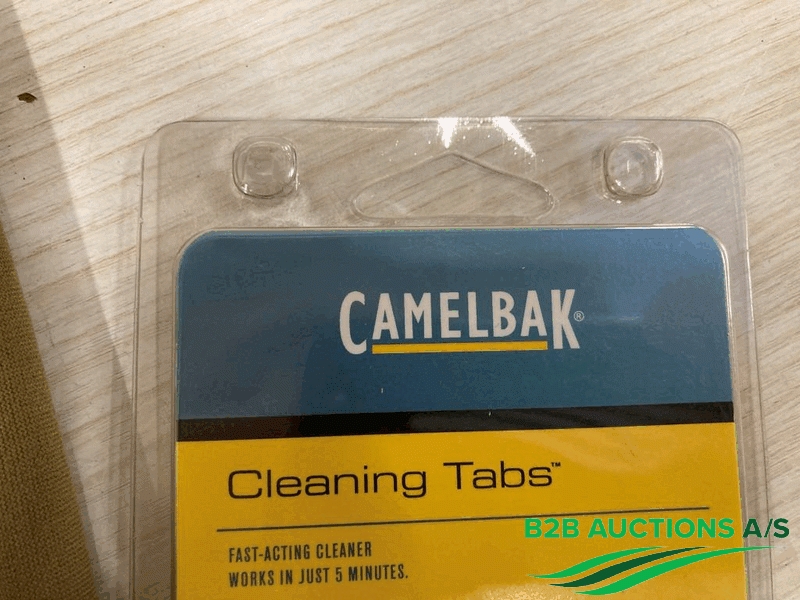 CAMELBAK®
Cleaning Tabs™
FAST-ACTING CLEANER
WORKS IN JUST 5 MINUTES.
B2B AUCTIONS A/S